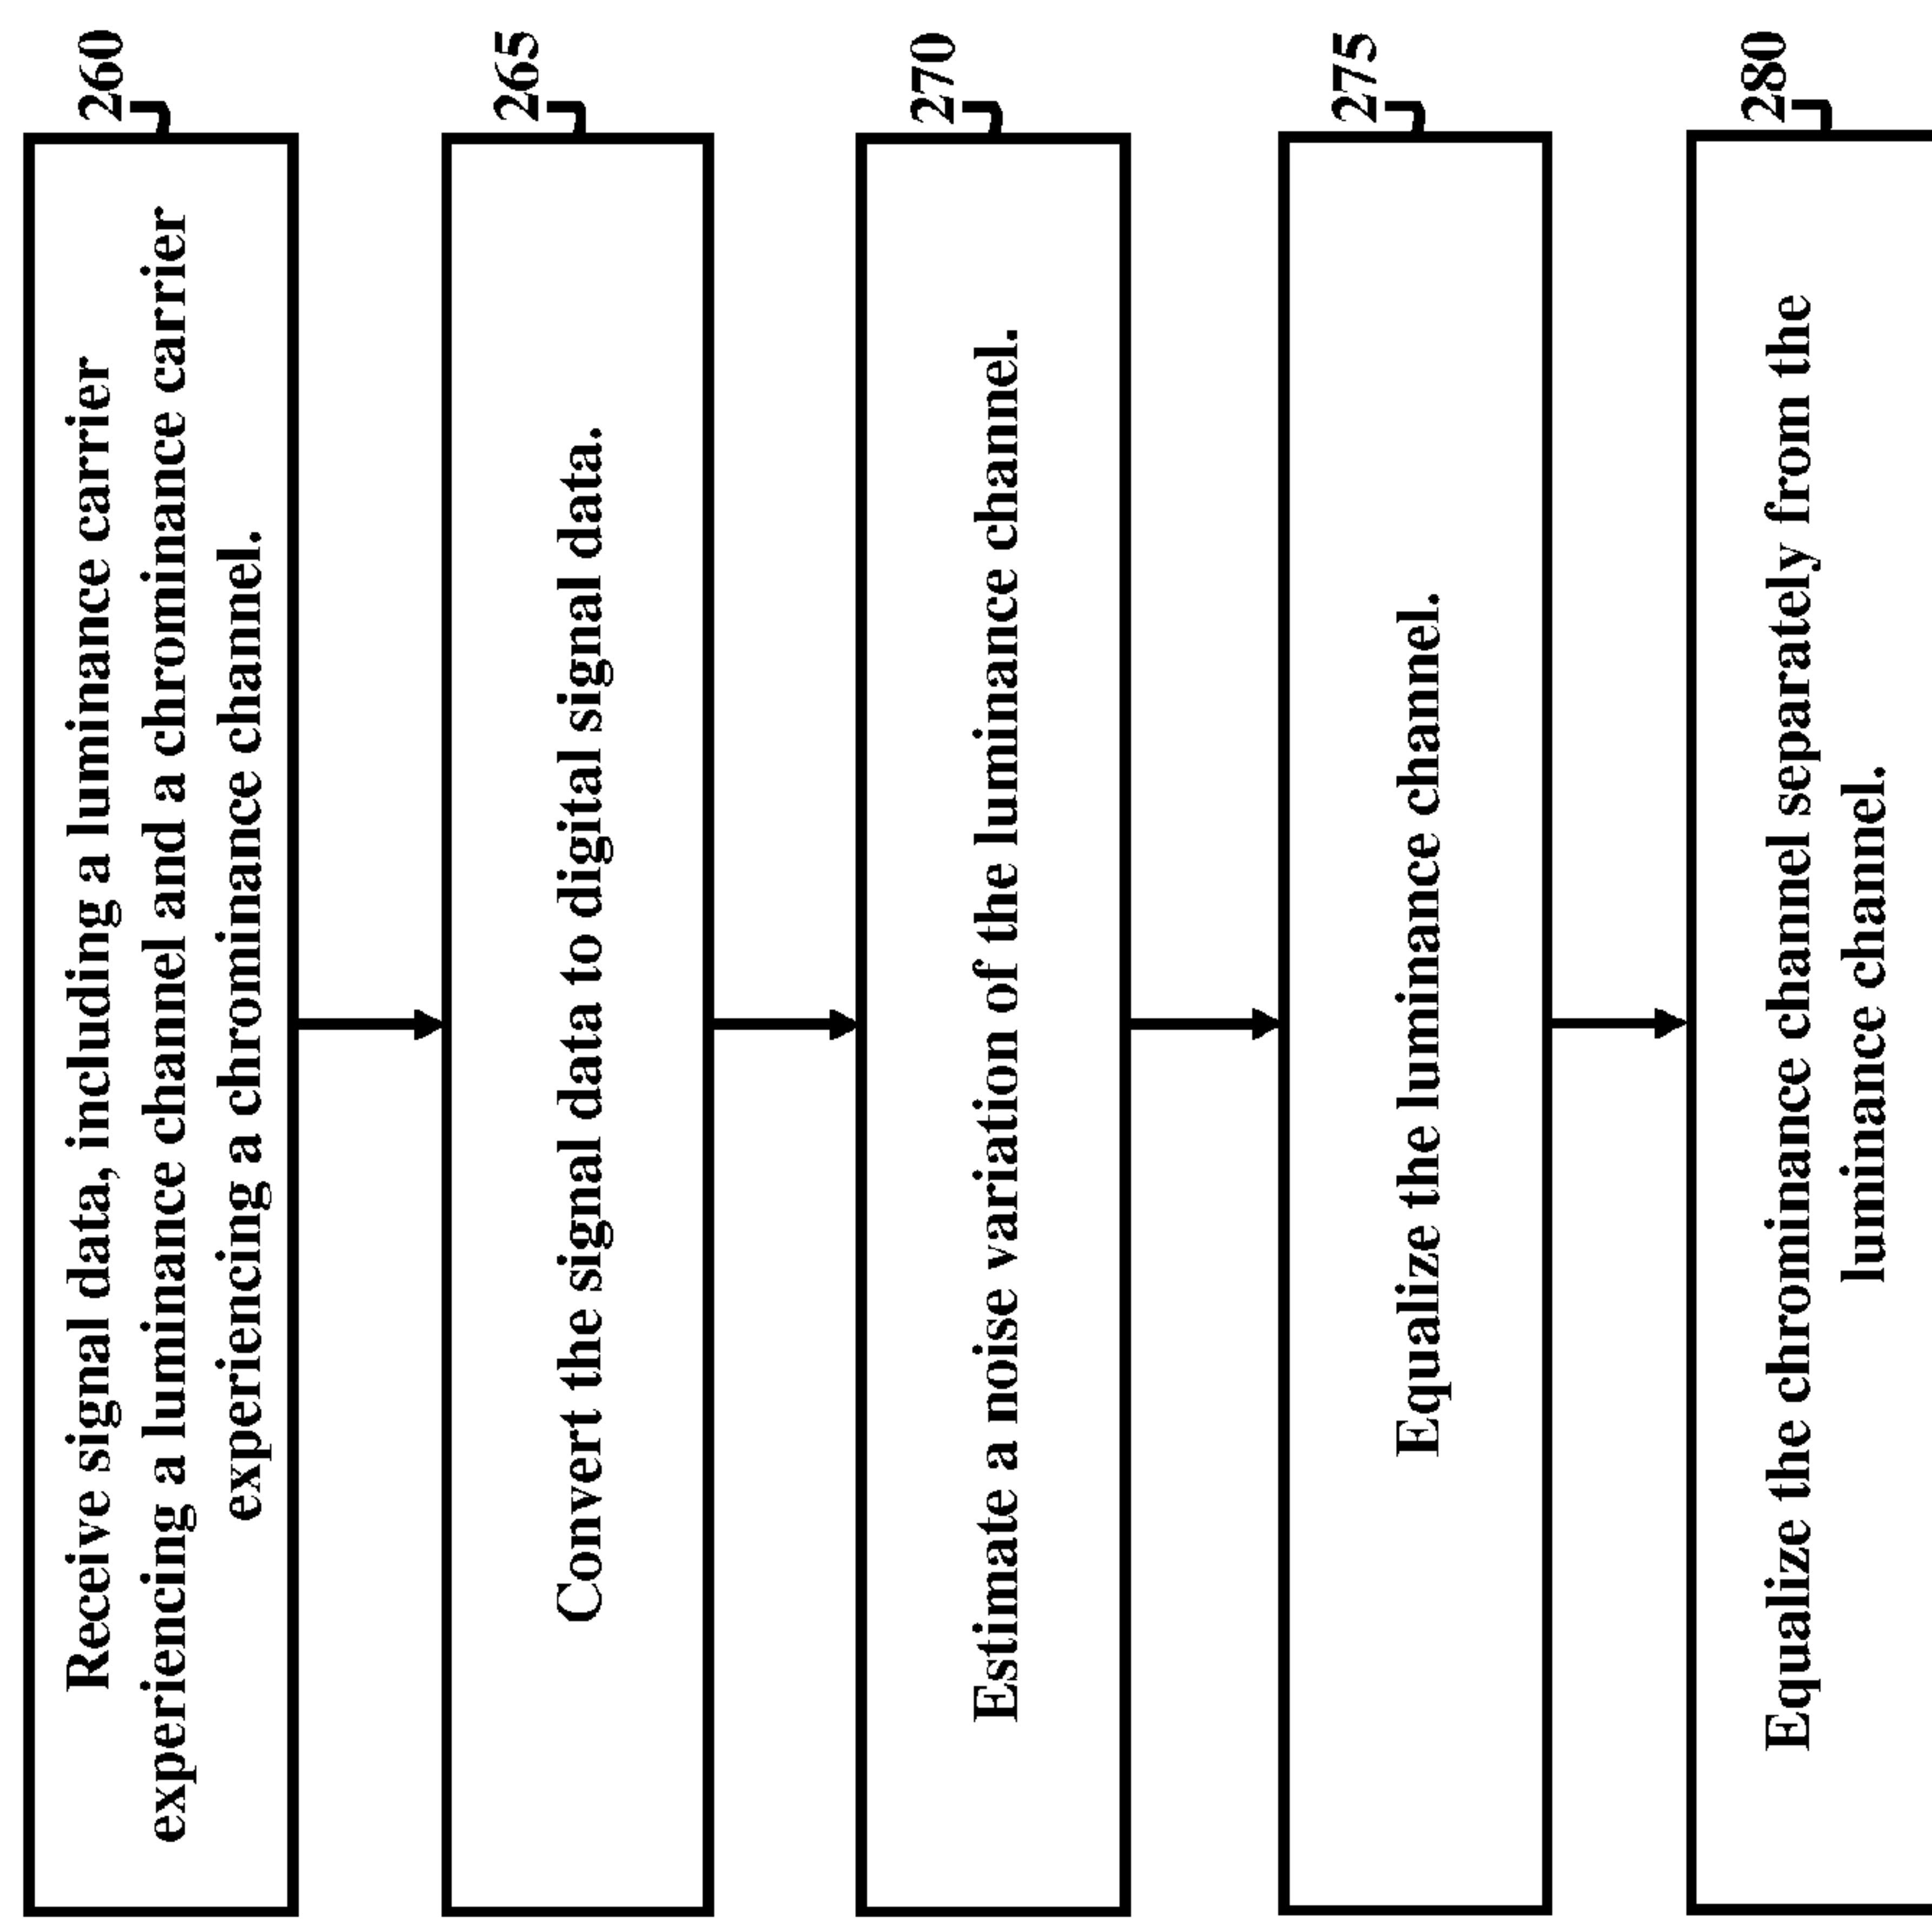 260
Receive signal data, including a luminance carrier
experiencing a luminance channel and a chrominance carrier
experiencing a chrominance channel.
265
Convert the signal data to digital signal data.
270
Estimate a noise variation of the luminance channel.
275
Equalize the luminance channel.
280
Equalize the chrominance channel separately from the
luminance channel.